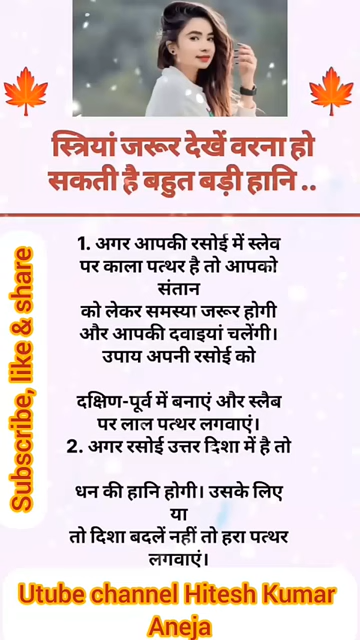 स्त्रियां जरूर देखें वरना हो
सकती है बहुत बड़ी हानि ..
Subscribe, like & share
1. अगर आपकी रसोई में स्लेव
पर काला पत्थर है तो आपको
संतान
को लेकर समस्या जरूर होगी
और आपकी दवाइयां चलेंगी।
उपाय अपनी रसोई को
दक्षिण-पूर्व में बनाएं और स्लैब
पर लाल पत्थर लगवाएं।
2. अगर रसोई उत्तर दिशा में है तो
धन की हानि होगी। उसके लिए
या
तो दिशा बदलें नहीं तो हरा पत्थर
लगवाएं।
Utube channel Hitesh Kumar
Aneja